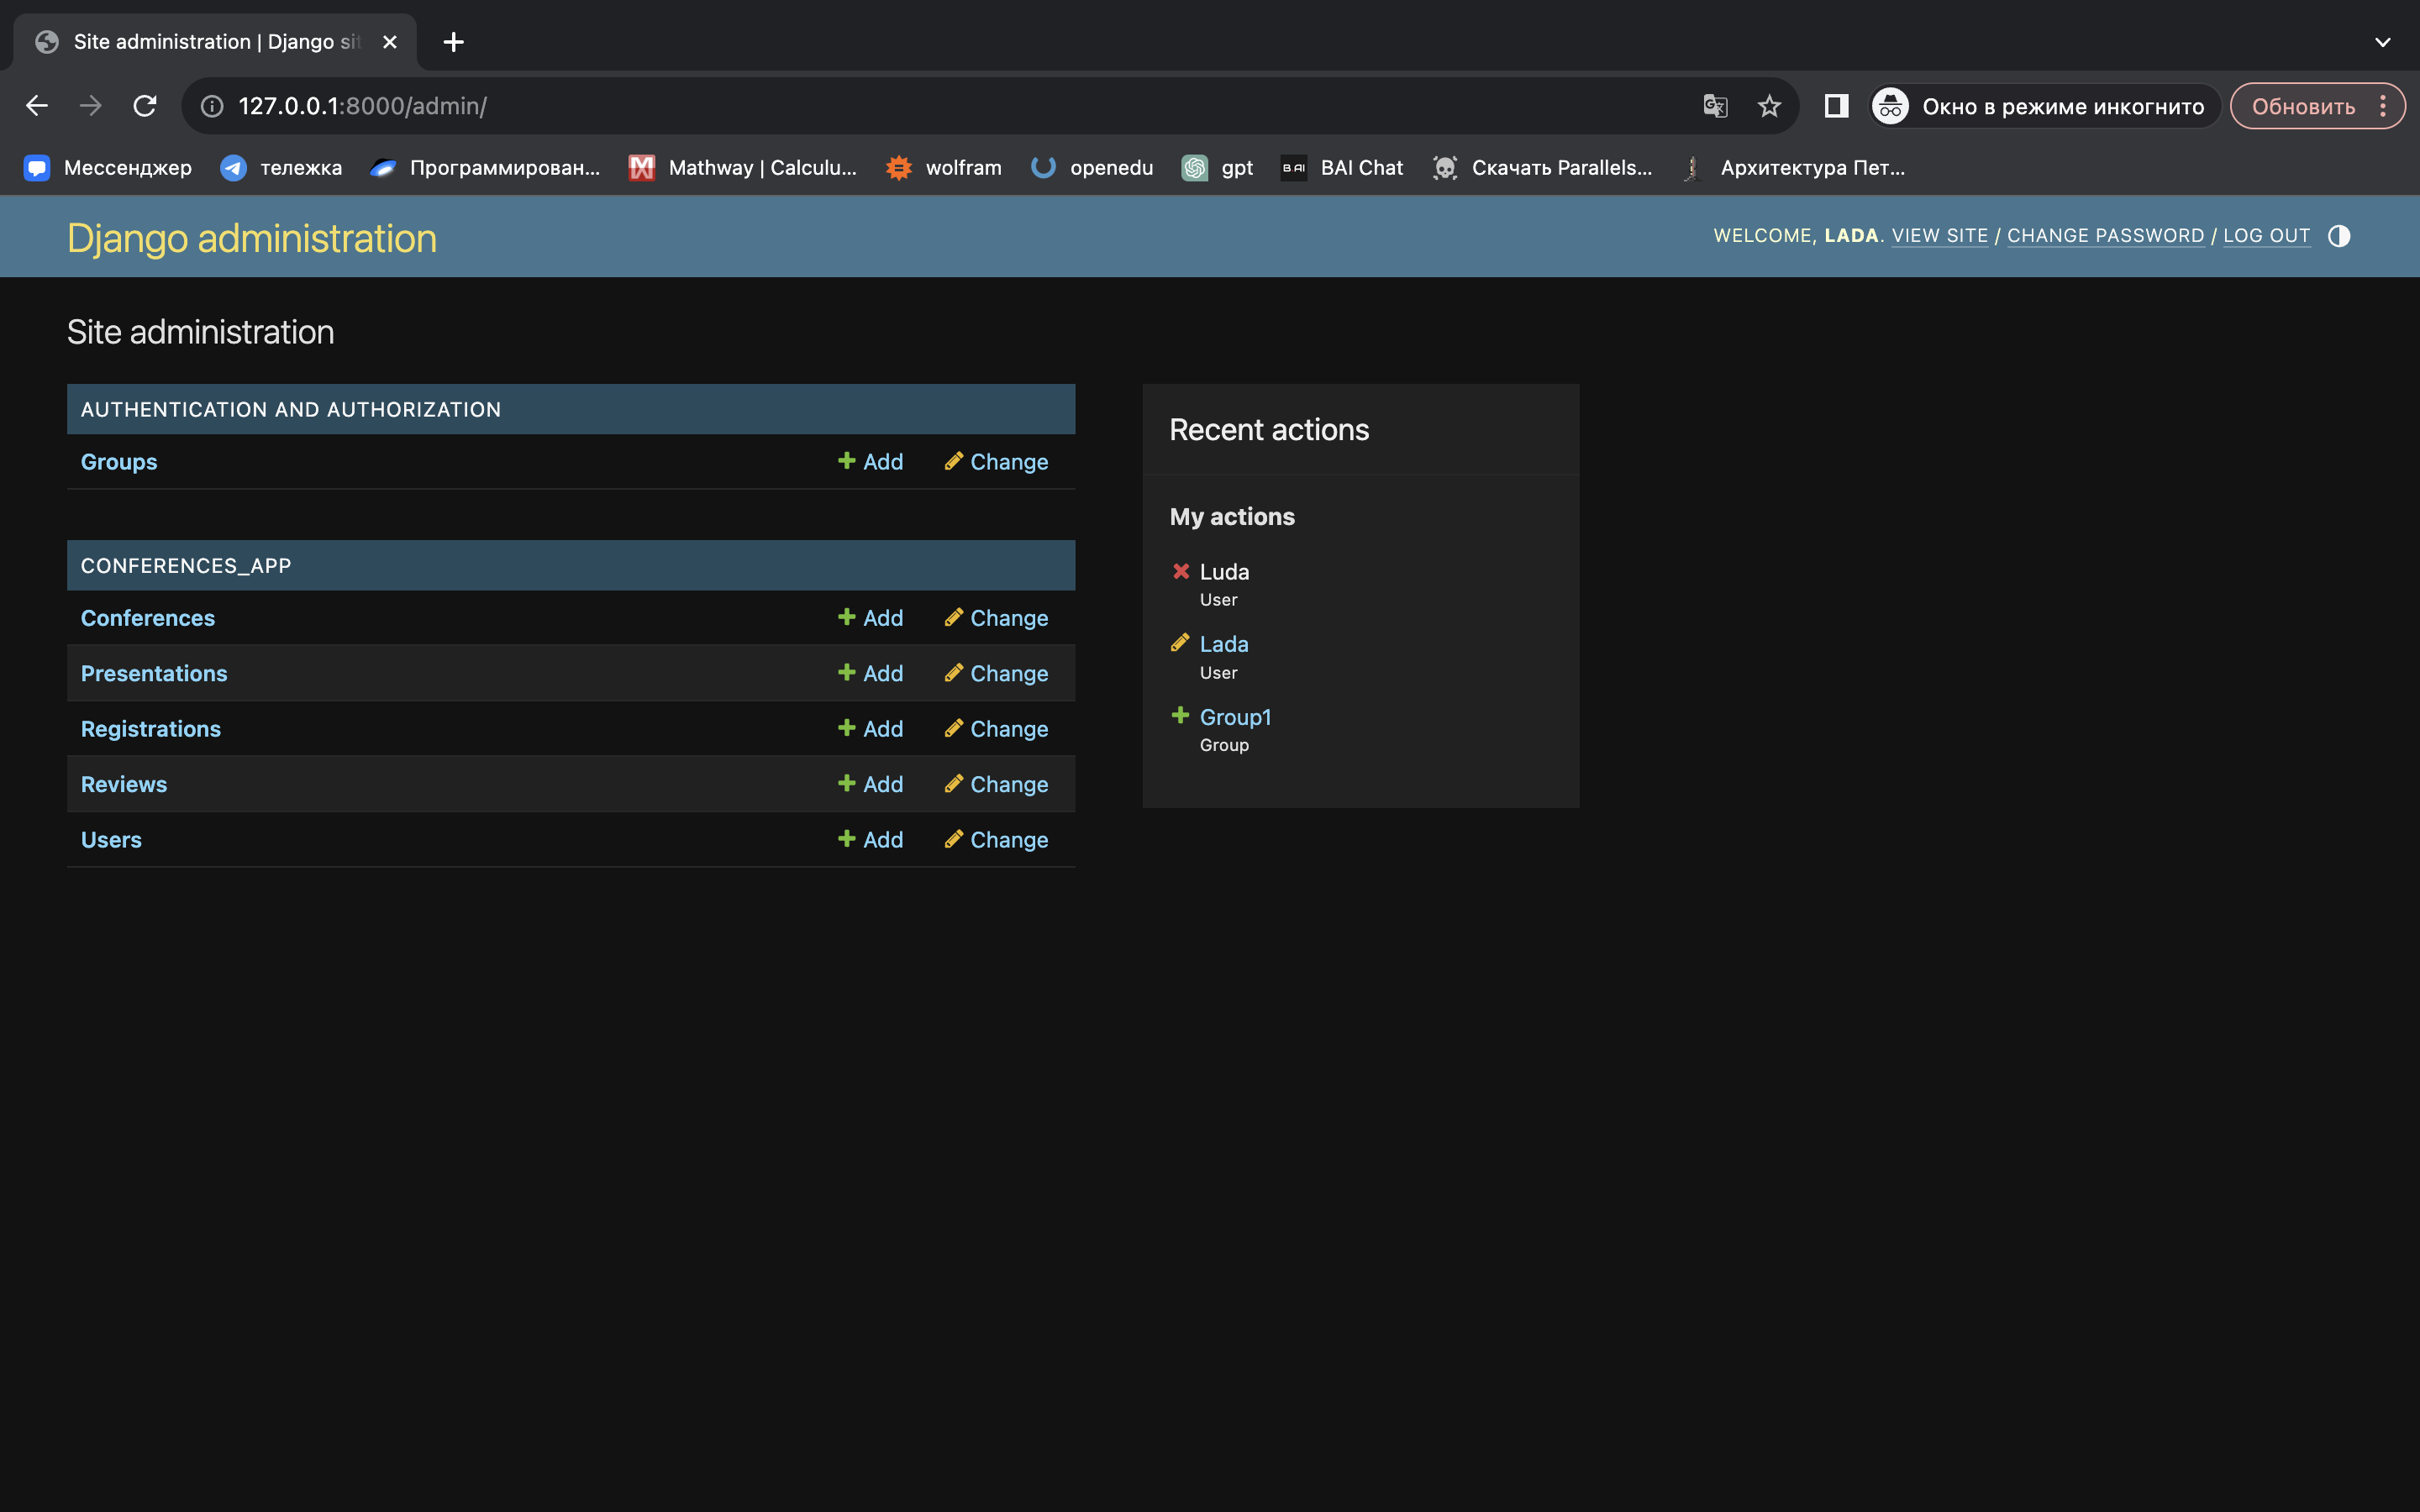 Site administration | Django sit
127.0.0.1:8000/admin/
Окно в режиме инкогнито
Обновить
Мессенджер
тележка
Программирован...
Mathway | Calculu...
wolfram
openedu
gpt
B AI
BAI Chat
Скачать Parallels...
Архитектура Пет...
Django administration
WELCOME, LADA. VIEW SITE / CHANGE PASSWORD / LOG OUT
Site administration
AUTHENTICATION AND AUTHORIZATION
Groups Add Change
CONFERENCES_APP
Conferences Add Change
Presentations Add Change
Registrations Add Change
Reviews Add Change
Users Add Change
Recent actions
My actions
Luda
User
Lada
User
Group1
Group